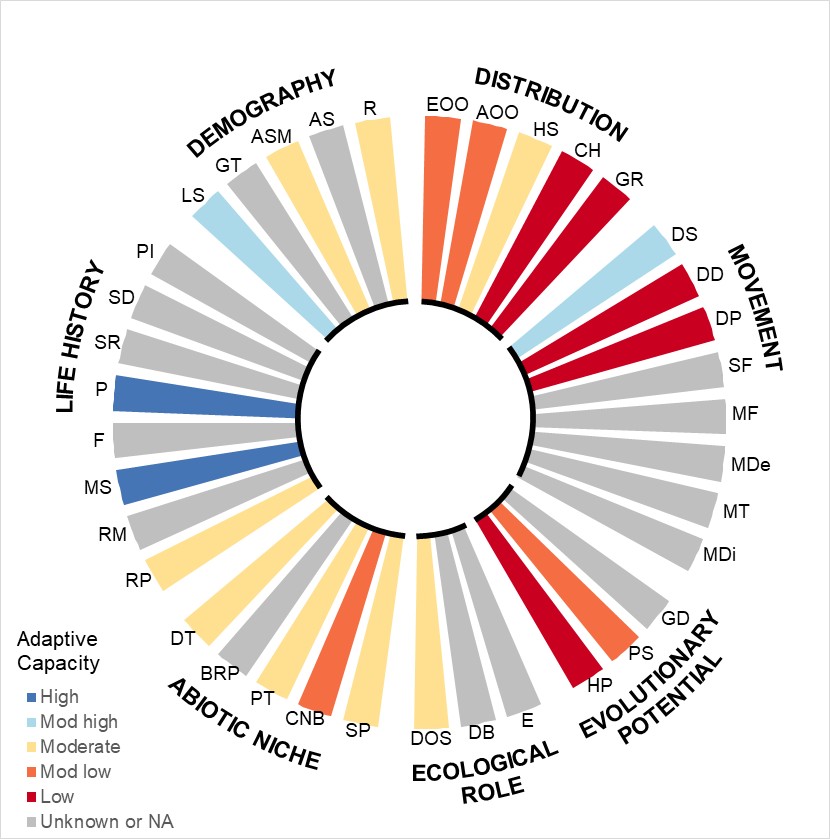 DISTRIBUTION
EOO
AOO
HS
CH
GR
MOVEMENT
DS
DD
DP
SF
MF
MDe
MT
MDi
EVOLUTIONARY
POTENTIAL
GD
PS
HP
ECOLOGICAL
ROLE
E
DB
DOS
ABIOTIC NICHE
SP
CNB
PT
BRP
DT
LIFE HISTORY
RP
RM
MS
F
P
SR
SD
PI
DEMOGRAPHY
LS
GT
ASM
AS
R
Adaptive
Capacity
High
Mod high
Moderate
Mod low
Low
Unknown or NA